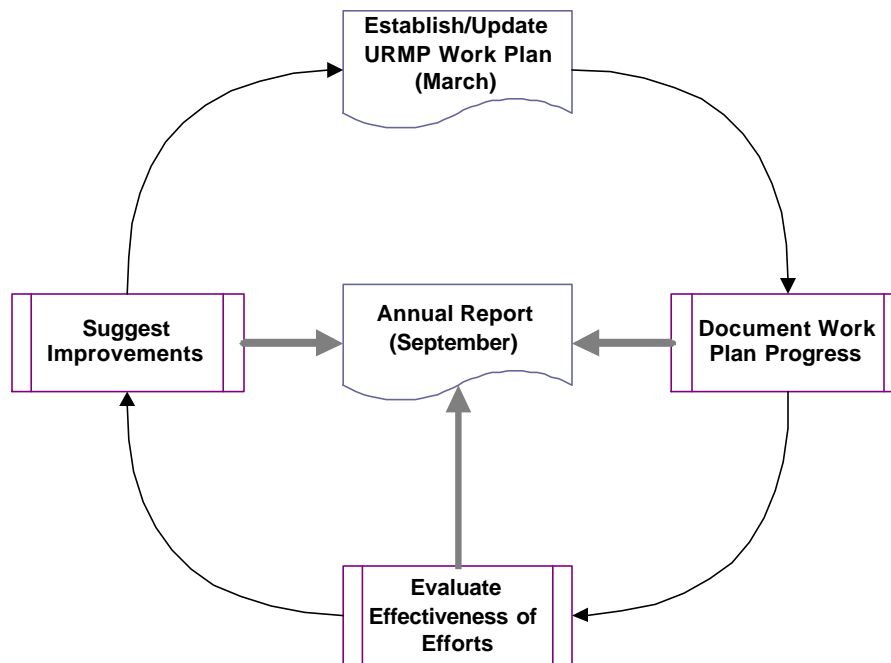 Establish/Update
URMP Work Plan
(March)
Suggest
Improvements
Annual Report
(September)
Document Work
Plan Progress
Evaluate
Effectiveness of
Efforts